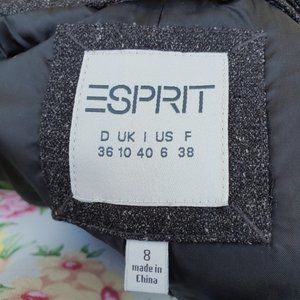 ESPRIT
D UK I US F
36 10 40 6 38
8
made in
China